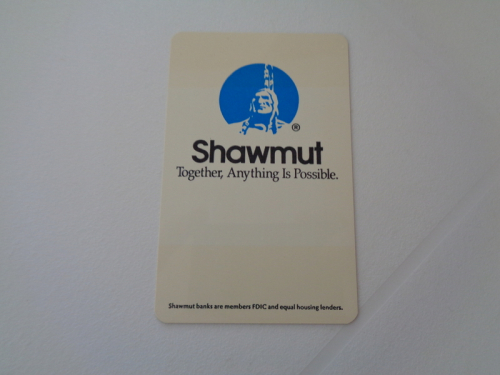 ®
Shawmut
Together, Anything Is Possible.
Shawmut banks are members FDIC and equal housing lenders.